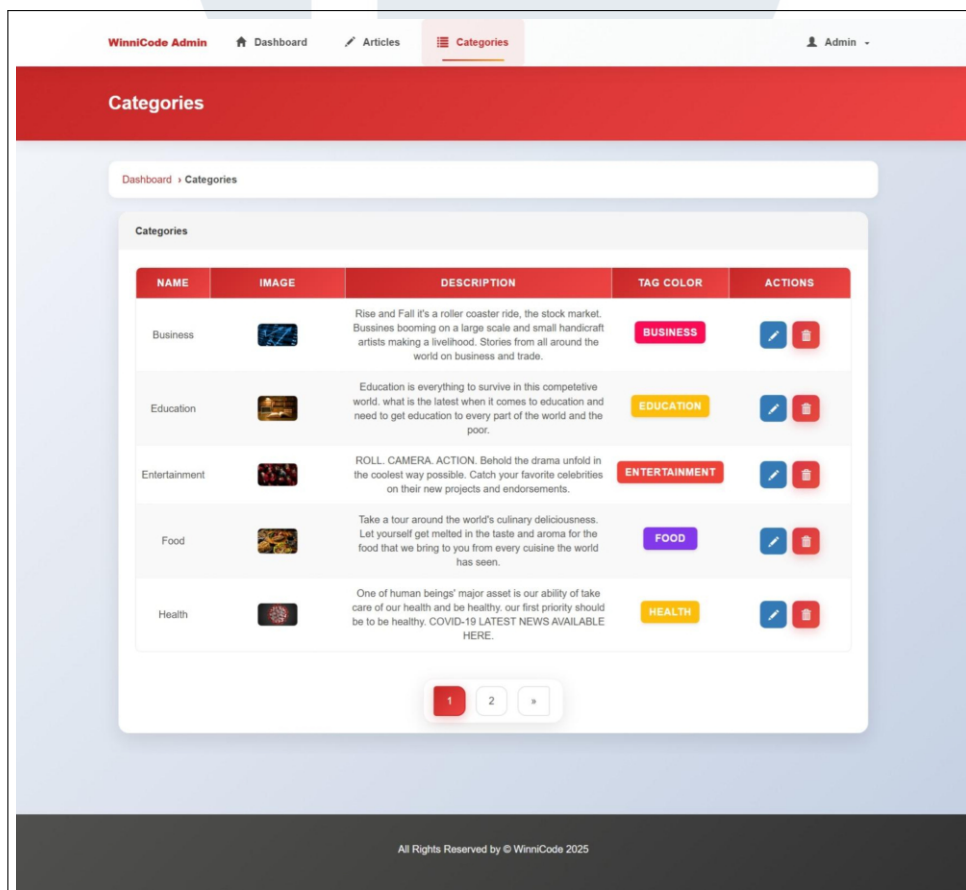 WinniCode Admin Dashboard Articles Categories Admin
Categories
Dashboard › Categories
Categories
NAME IMAGE DESCRIPTION TAG COLOR ACTIONS
Business
Rise and Fall it's a roller coaster ride, the stock market.
Bussines booming on a large scale and small handicraft
artists making a livelihood. Stories from all around the
world on business and trade.
BUSINESS
Education
Education is everything to survive in this competetive
world. what is the latest when it comes to education and
need to get education to every part of the world and the
poor.
EDUCATION
Entertainment
ROLL. CAMERA. ACTION. Behold the drama unfold in
the coolest way possible. Catch your favorite celebrities
on their new projects and endorsements.
ENTERTAINMENT
Food
Take a tour around the world's culinary deliciousness.
Let yourself get melted in the taste and aroma for the
food that we bring to you from every cuisine the world
has seen.
FOOD
Health
One of human beings' major asset is our ability of take
care of our health and be healthy. our first priority should
be to be healthy. COVID-19 LATEST NEWS AVAILABLE
HERE.
HEALTH
1 2 »
All Rights Reserved by © WinniCode 2025